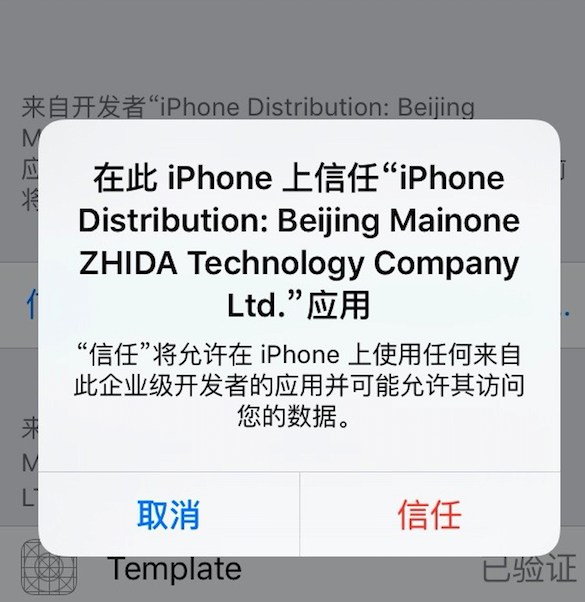 来自开发者“iPhone Distribution: Beijing
M
应 前
将
在此 iPhone 上信任“iPhone
Distribution: Beijing Mainone
ZHIDA Technology Company
Ltd.”应用
“信任”将允许在 iPhone 上使用任何来自
此企业级开发者的应用并可能允许其访问
您的数据。
来
M
LT
取消 信任
Template 已验证